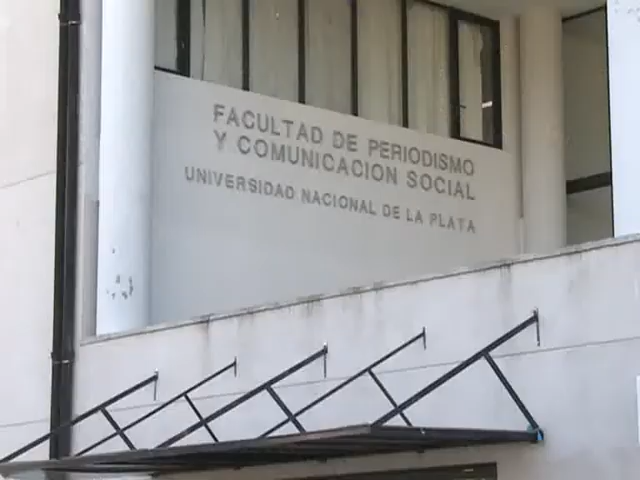 FACULTAD DE PERIODISMO
Y COMUNICACION SOCIAL
UNIVERSIDAD NACIONAL DE LA PLATA